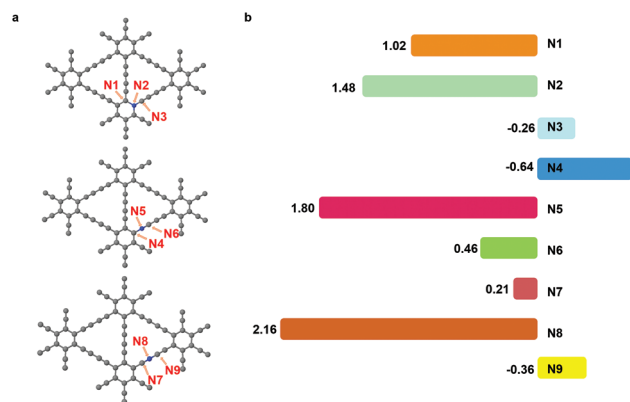 a
N1 N2
N3
N5
N6
N4
N8
N9
N7
b
1.02 N1
1.48 N2
-0.26 N3
-0.64 N4
1.80 N5
0.46 N6
0.21 N7
2.16 N8
-0.36 N9